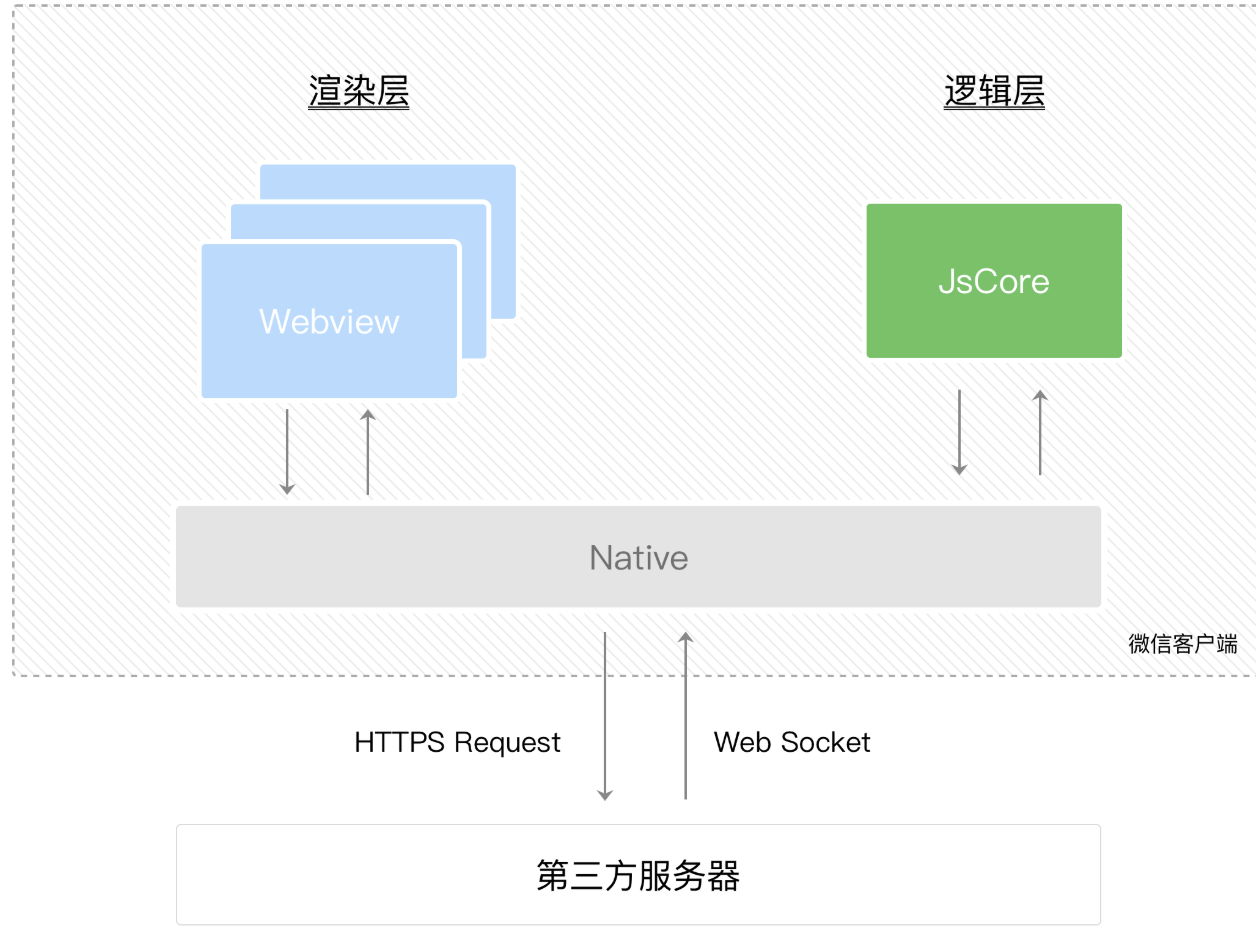 渲染层
逻辑层
Webview
JsCore
Native
微信客户端
HTTPS Request
Web Socket
第三方服务器